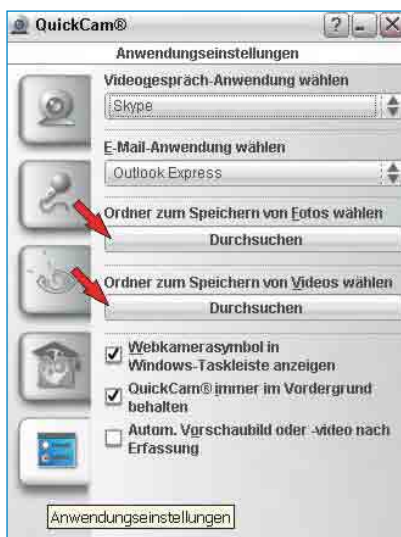 QuickCam®
Anwendungseinstellungen
Videogespräch-Anwendung wählen
Skype
E-Mail-Anwendung wählen
Outlook Express
Ordner zum Speichern von Fotos wählen
Durchsuchen
Ordner zum Speichern von Videos wählen
Durchsuchen
Webkamerasymbol in
Windows-Taskleiste anzeigen
QuickCam® immer im Vordergrund
behalten
Autom. Vorschaubild oder -video nach
Erfassung
Anwendungseinstellungen